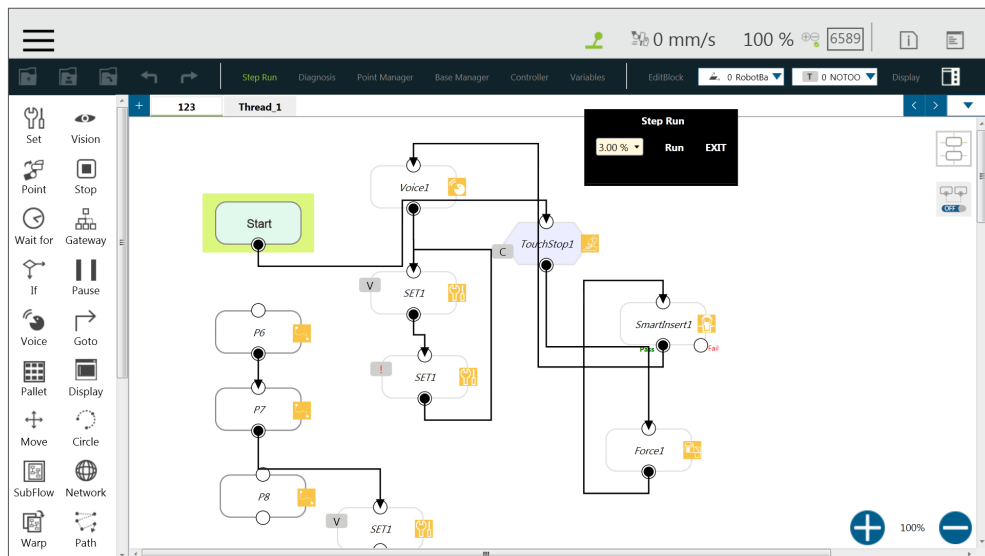 0 mm/s 100 % 6589
Step Run Diagnosis Point Manager Base Manager Controller Variables EditBlock 0 RobotBa T 0 NOTOO Display
+ 123 Thread_1
Set Vision
Point Stop
Wait for Gateway
If Pause
Voice Goto
Pallet Display
Move Circle
SubFlow Network
Warp Path
Step Run
3.00 % Run EXIT
Voice1
Start
TouchStop1
C
V
SET1
SmartInsert1
Pass
Fail
P6
!
SET1
P7
Force1
P8
V
SET1
OFF
100%